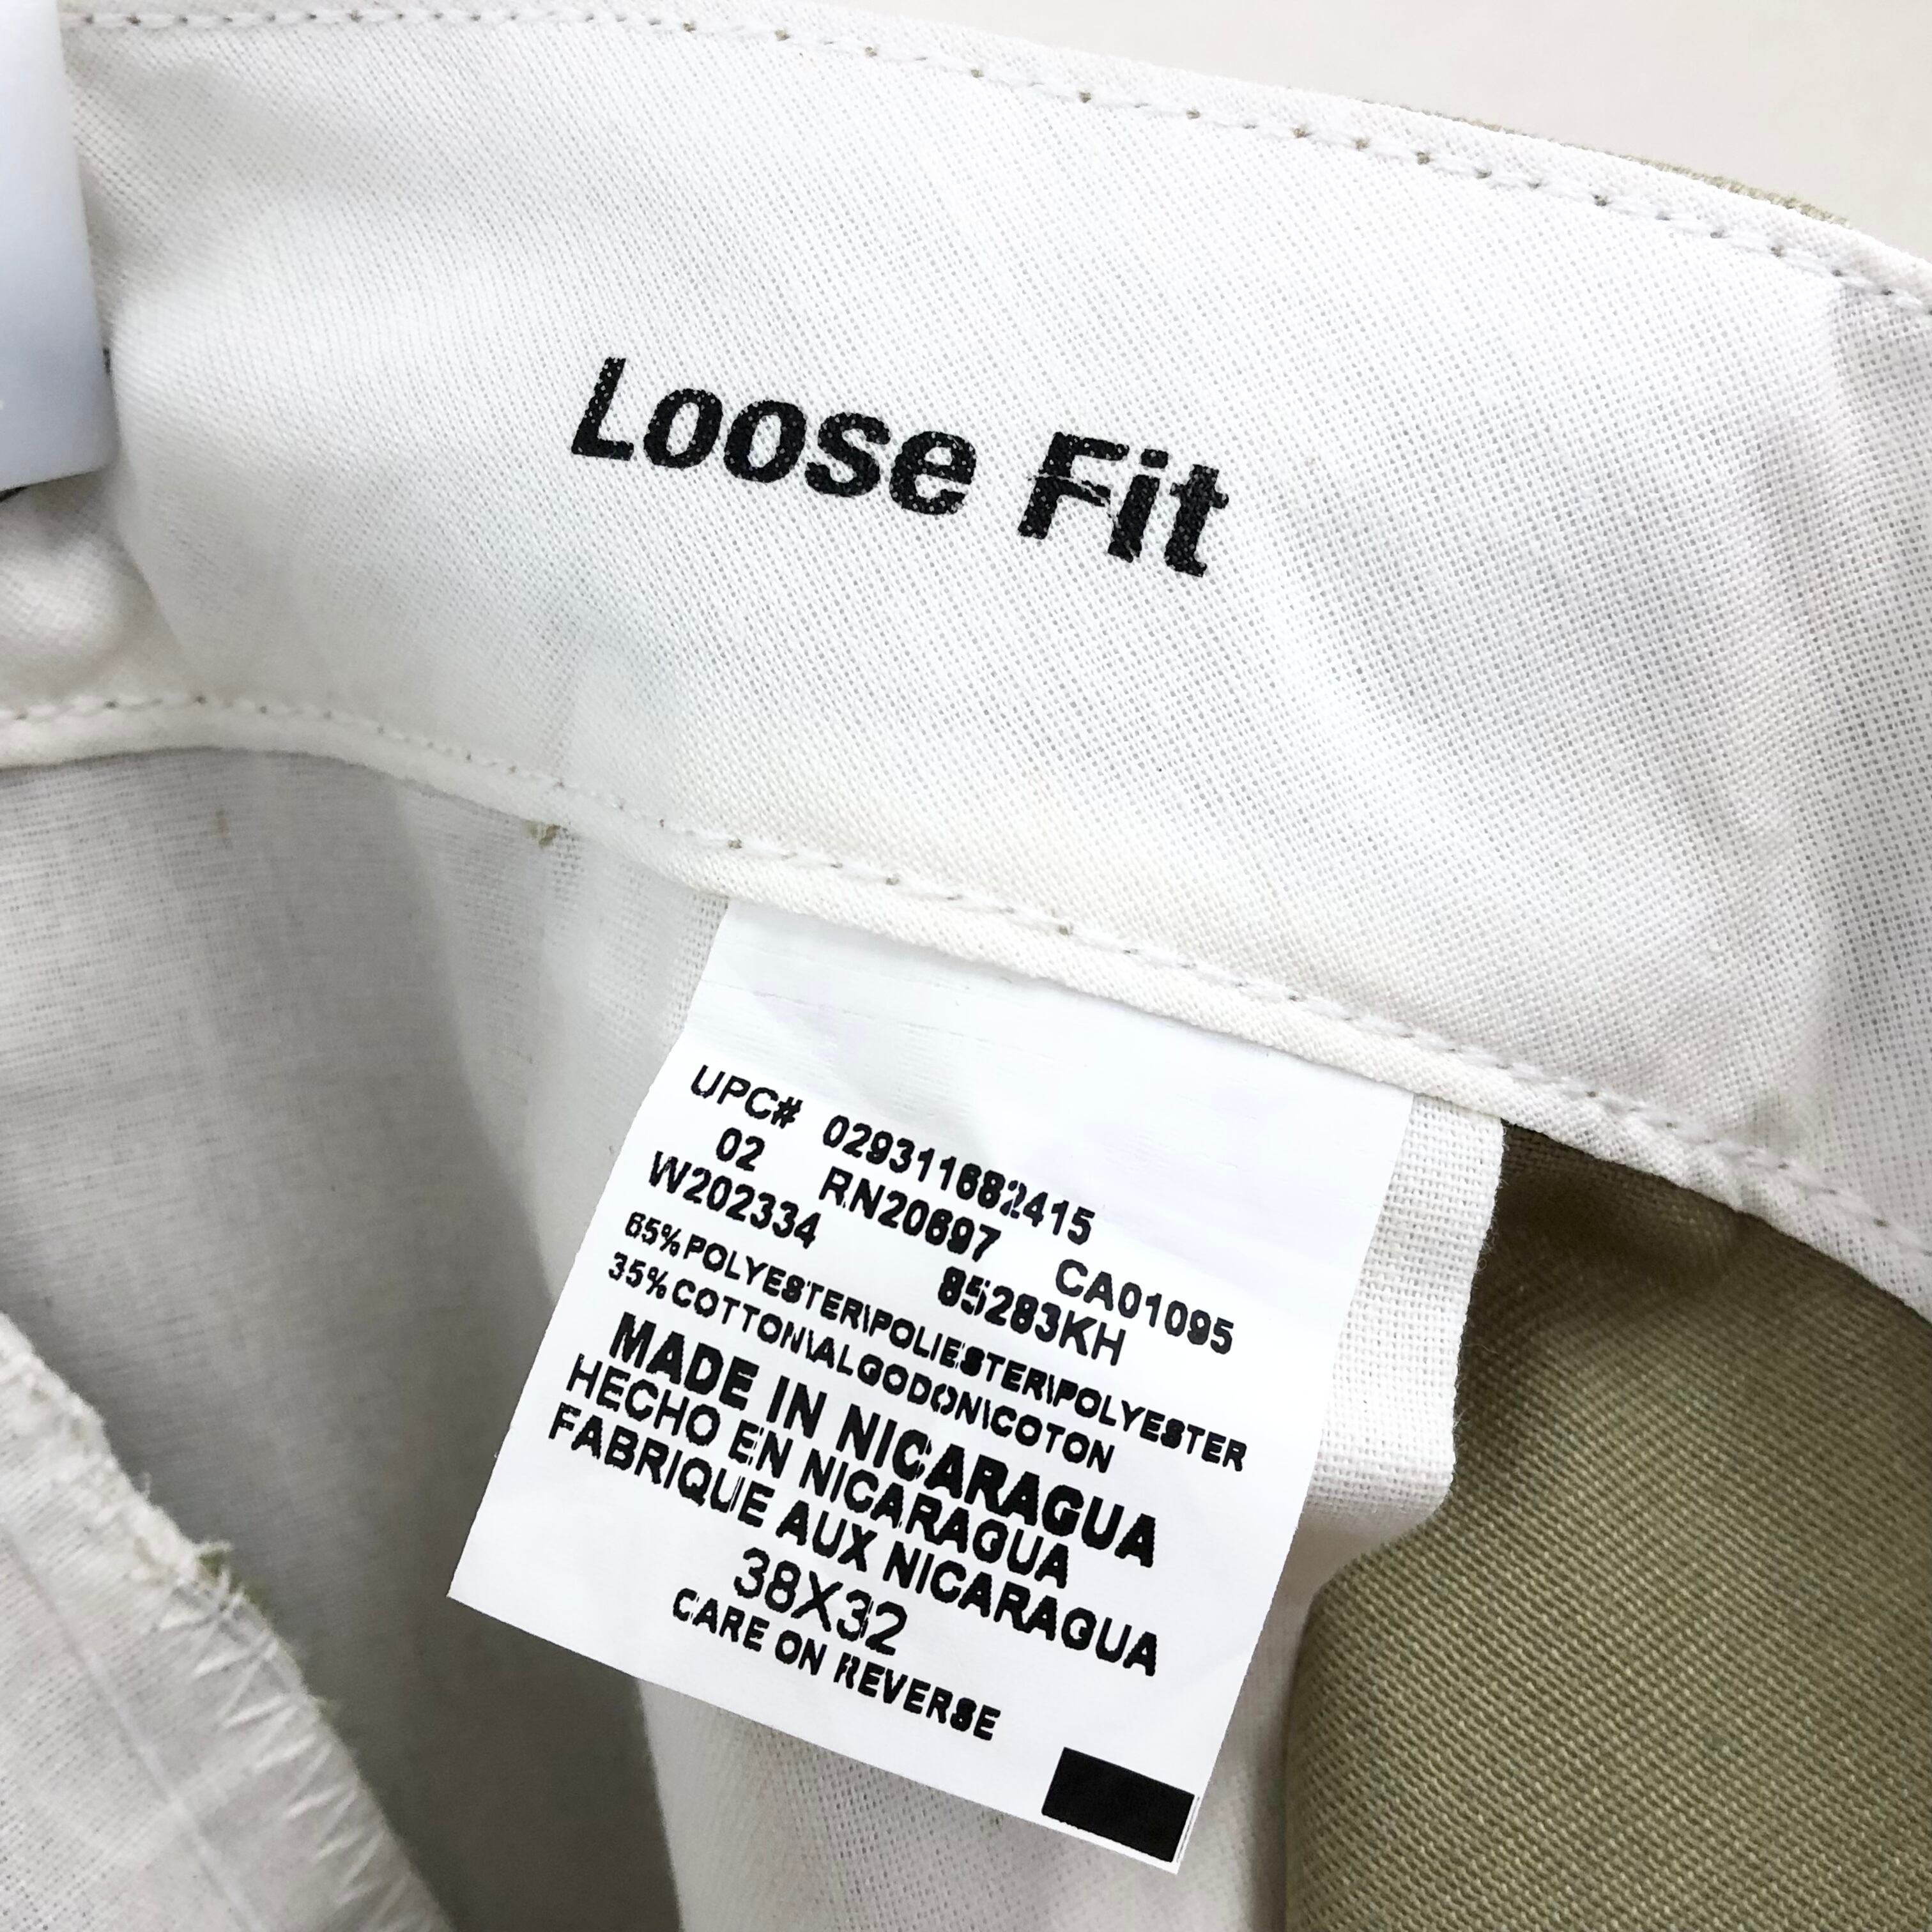 Loose Fit
UPC# 029311682415
02 RN20697 CA01095
W202334 85283KH
65%POLYESTER\POLIESTER\POLYESTER
35%COTTON\ALGODON\COTON
MADE IN NICARAGUA
HECHO EN NICARAGUA
FABRIQUE AUX NICARAGUA
38X32
CARE ON REVERSE